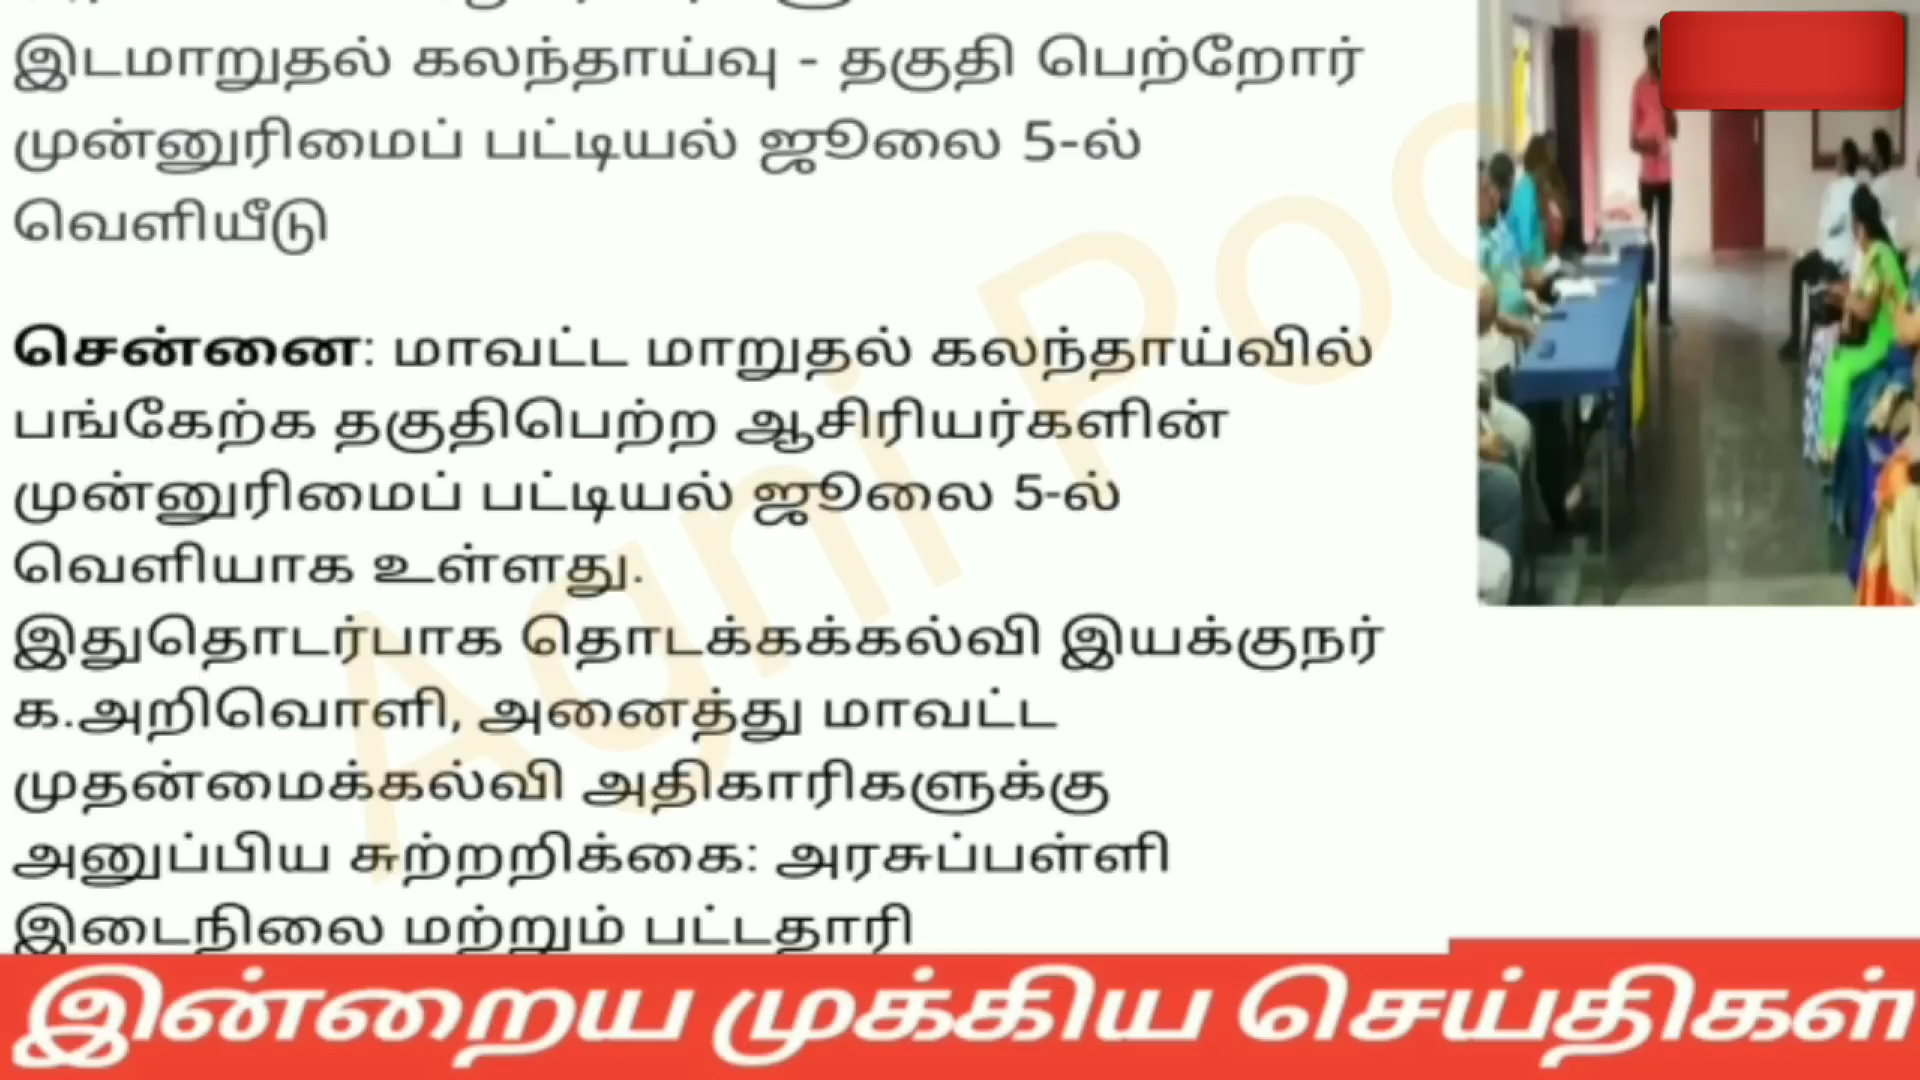 இடமாறுதல் கலந்தாய்வு - தகுதி பெற்றோர்
முன்னுரிமைப் பட்டியல் ஜூலை 5-ல்
வெளியீடு
சென்னை: மாவட்ட மாறுதல் கலந்தாய்வில்
பங்கேற்க தகுதிபெற்ற ஆசிரியர்களின்
முன்னுரிமைப் பட்டியல் ஜூலை 5-ல்
வெளியாக உள்ளது.
இதுதொடர்பாக தொடக்கக்கல்வி இயக்குநர்
க.அறிவொளி, அனைத்து மாவட்ட
முதன்மைக்கல்வி அதிகாரிகளுக்கு
அனுப்பிய சுற்றறிக்கை: அரசுப்பள்ளி
இடைநிலை மற்றும் பட்டதாரி
இன்றைய முக்கிய செய்திகள்
Agni Poo